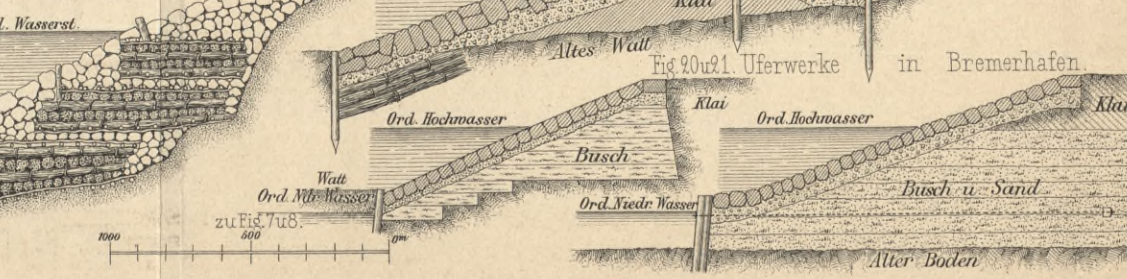 l. Wasserst.
Klai
Altes Watt
Fig. 20 u 21. Uferwerke in Bremerhafen.
Klai
Klai
Ord. Hochwasser
Ord. Hochwasser
Busch
Watt
Ord. Ndr. Wasser
Ord. Niedr. Wasser
Busch u Sand
zu Fig. 7 u 8.
1000 500 0m
Alter Boden